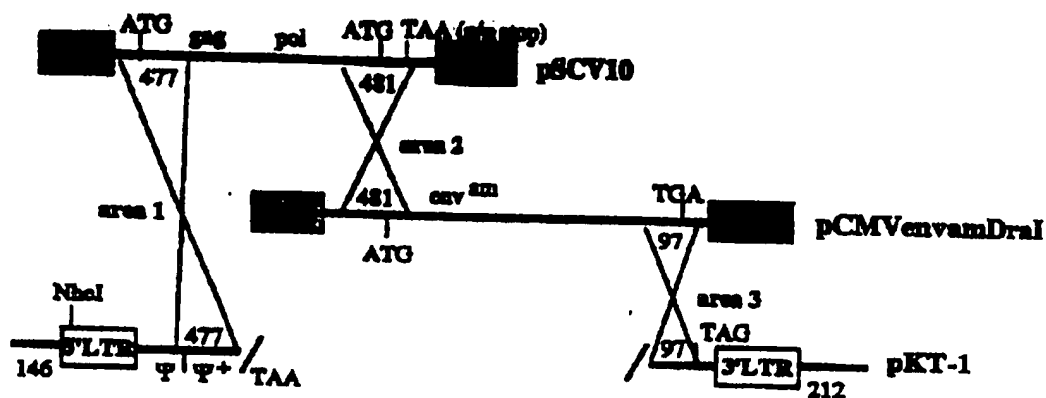 ATG gag pol ATG TAA
477 481 pSCV10
area 2
area 1
481 env am TGA
ATG 97 pCMVenvamDraI
NheI area 3
477 97 TAG
LTR 3'LTR pKT-1
146 Ψ Ψ+ TAA 212